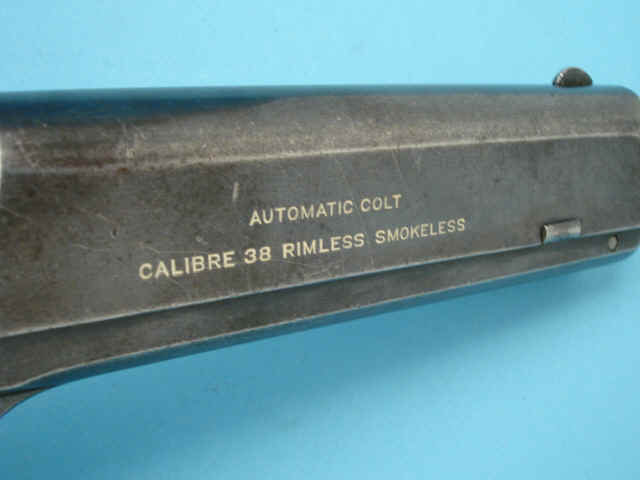 AUTOMATIC COLT
CALIBRE 38 RIMLESS SMOKELESS